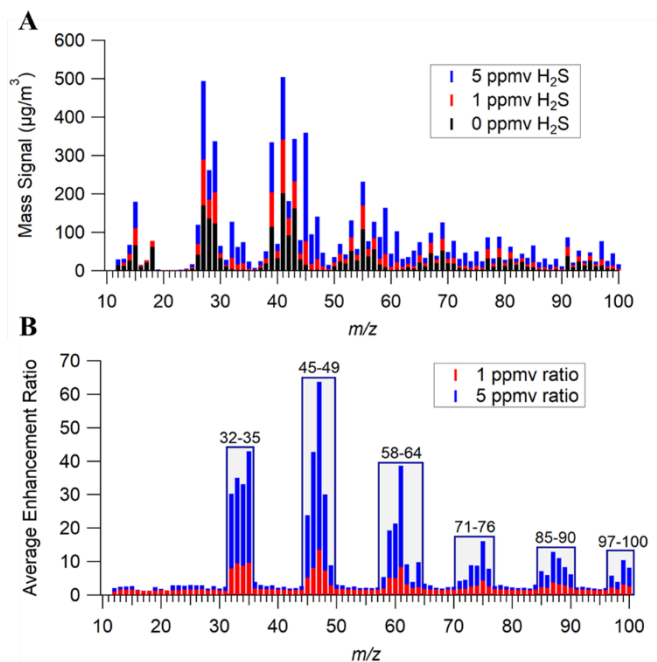 A
600
500
400
300
200
100
0
Mass Signal (µg/m³)
5 ppmv H₂S
1 ppmv H₂S
0 ppmv H₂S
10 20 30 40 50 60 70 80 90 100
m/z
B
70
60
50
40
30
20
10
0
Average Enhancement Ratio
1 ppmv ratio
5 ppmv ratio
32-35
45-49
58-64
71-76
85-90
97-100
10 20 30 40 50 60 70 80 90 100
m/z